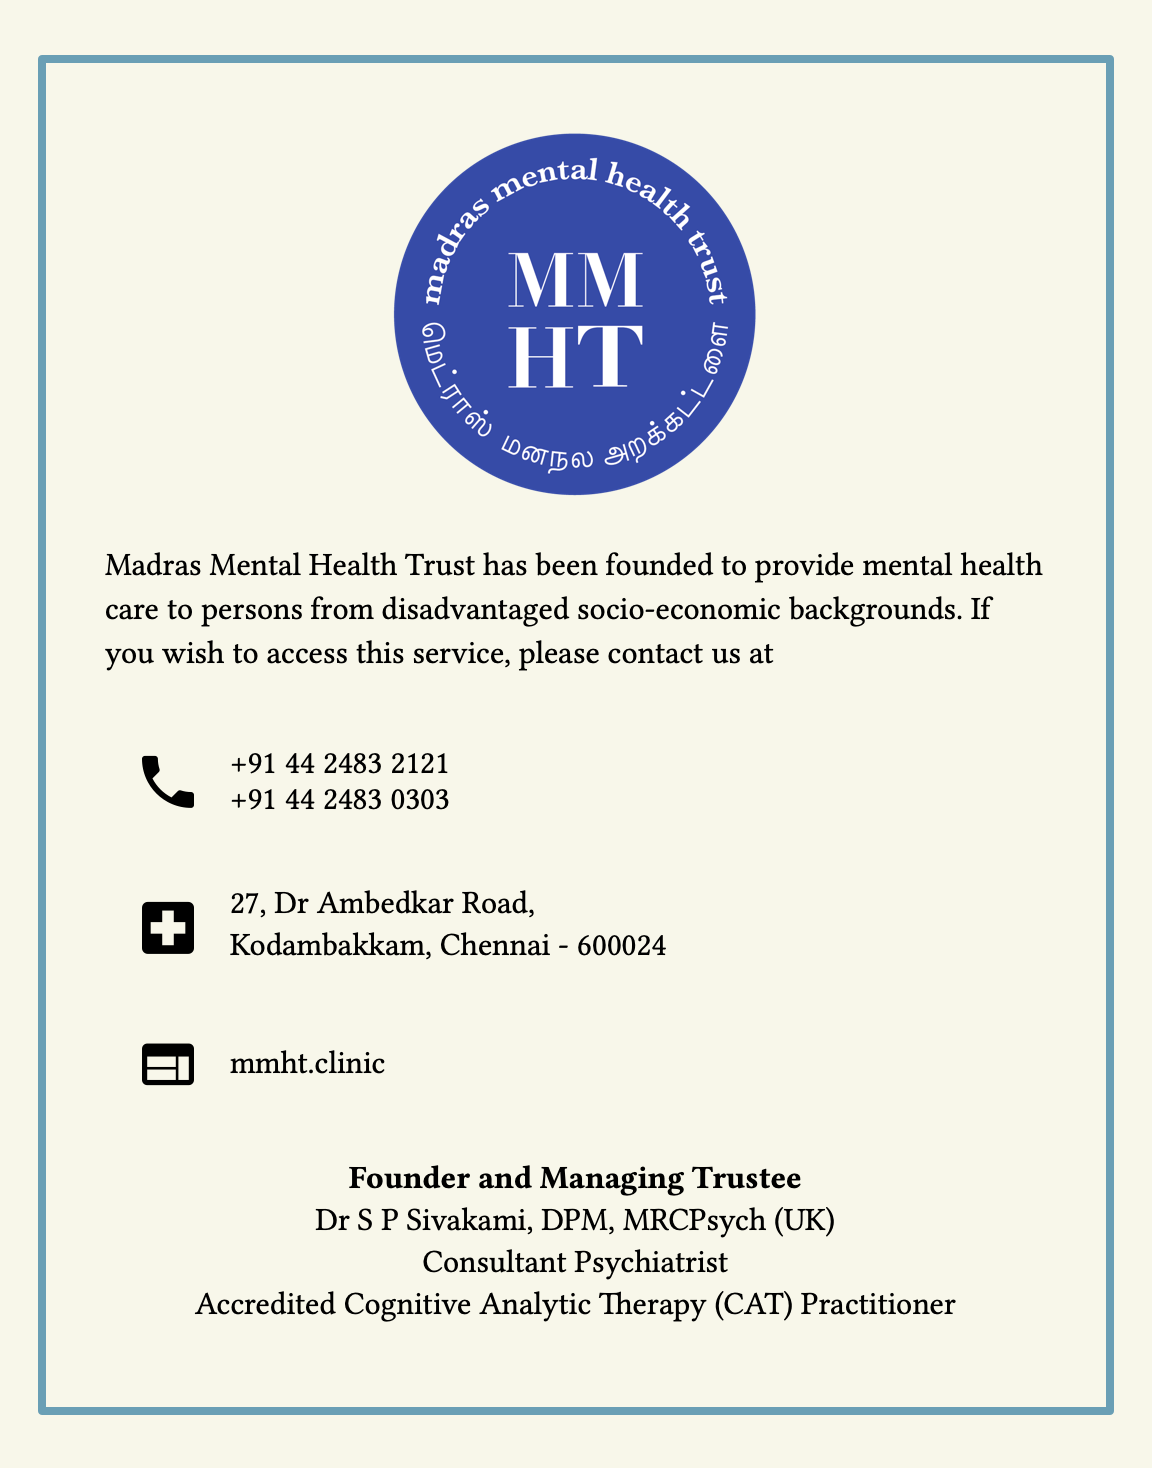 madras mental health trust
MM
HT
மெட்ராஸ் மனநல அறக்கட்டளை
Madras Mental Health Trust has been founded to provide mental health
care to persons from disadvantaged socio-economic backgrounds. If
you wish to access this service, please contact us at
+91 44 2483 2121
+91 44 2483 0303
27, Dr Ambedkar Road,
Kodambakkam, Chennai - 600024
mmht.clinic
Founder and Managing Trustee
Dr S P Sivakami, DPM, MRCPsych (UK)
Consultant Psychiatrist
Accredited Cognitive Analytic Therapy (CAT) Practitioner